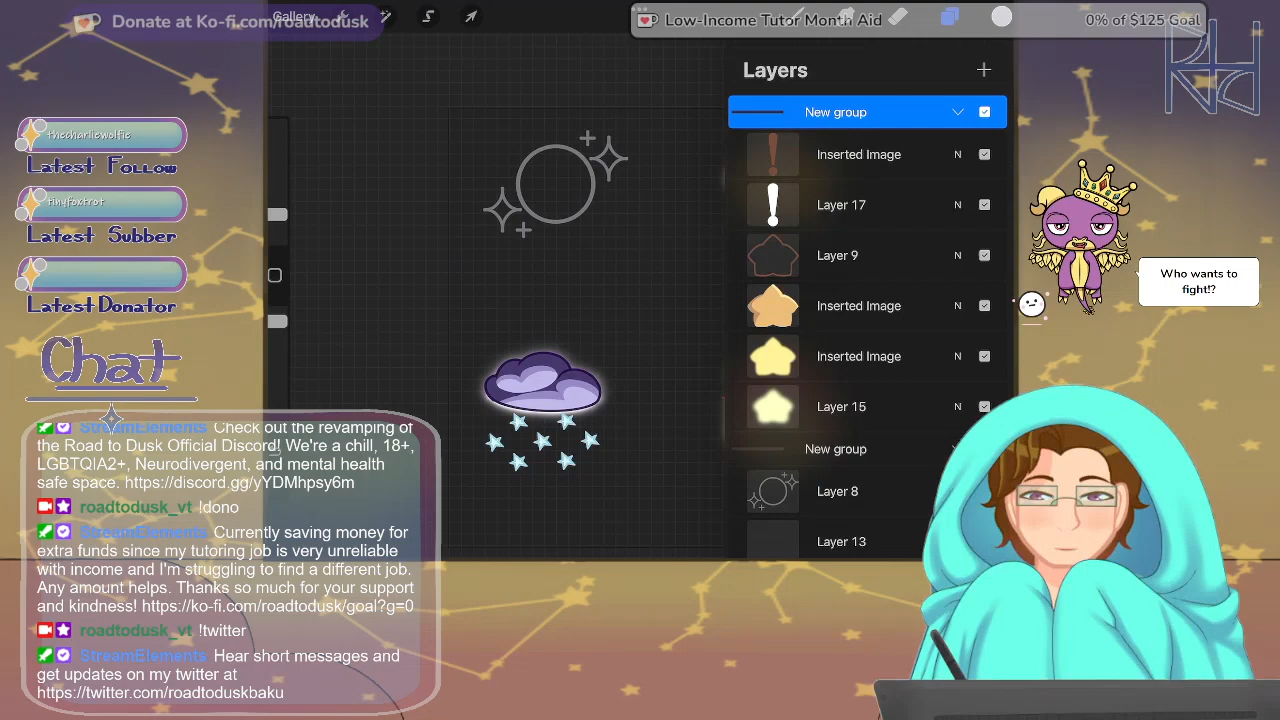 Donate at Ko-fi.com/roadtodusk
Gallery
Low-Income Tutor Month Aid
0% of $125 Goal
Layers
New group
Inserted Image N
Layer 17 N
Layer 9 N
Inserted Image N
Inserted Image N
Layer 15 N
New group
Layer 8
Layer 13
thecharliewolfie
Latest Follow
tinyfoxtrot
Latest Subber
Latest Donator
Chat
StreamElements Check out the revamping of
the Road to Dusk Official Discord! We're a chill, 18+,
LGBTQIA2+, Neurodivergent, and mental health
safe space. https://discord.gg/yYDMhpsy6m
roadtodusk_vt !dono
StreamElements Currently saving money for
extra funds since my tutoring job is very unreliable
with income and I'm struggling to find a different job.
Any amount helps. Thanks so much for your support
and kindness! https://ko-fi.com/roadtodusk/goal?g=0
roadtodusk_vt !twitter
StreamElements Hear short messages and
get updates on my twitter at
https://twitter.com/roadtoduskbaku
Who wants to
fight!?